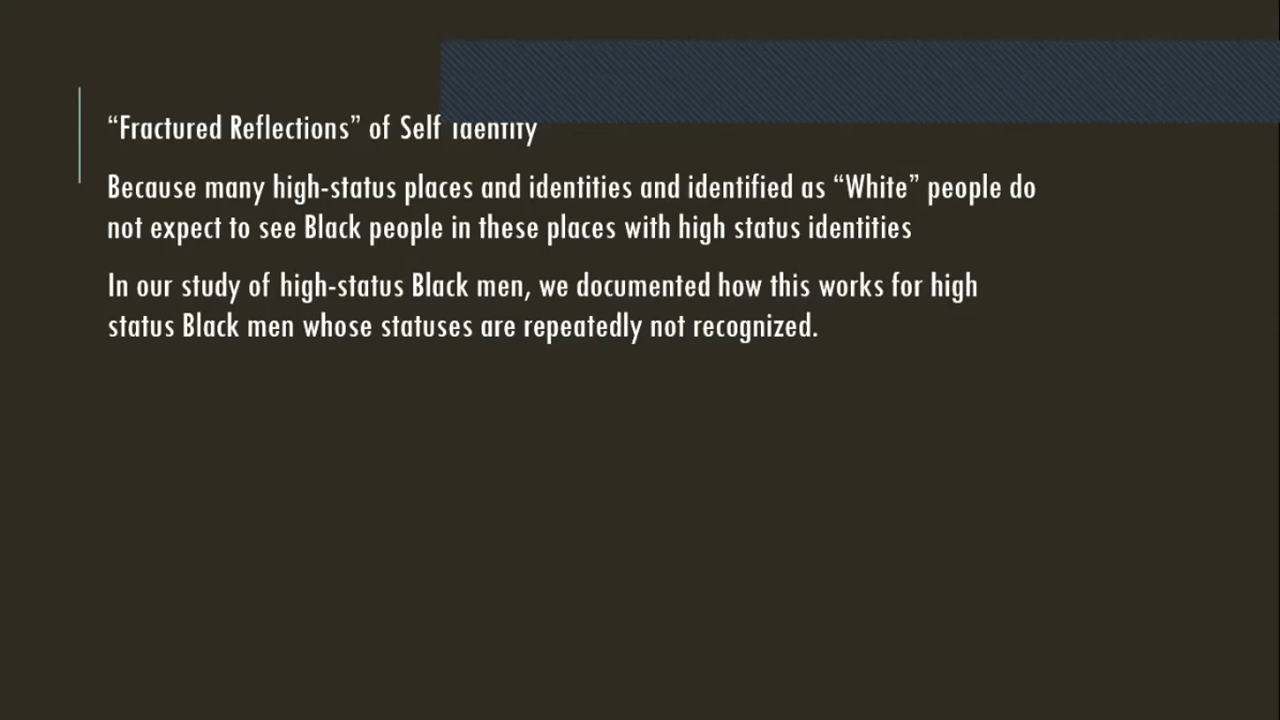 “Fractured Reflections” of Self Identity
Because many high-status places and identities and identified as “White” people do
not expect to see Black people in these places with high status identities
In our study of high-status Black men, we documented how this works for high
status Black men whose statuses are repeatedly not recognized.